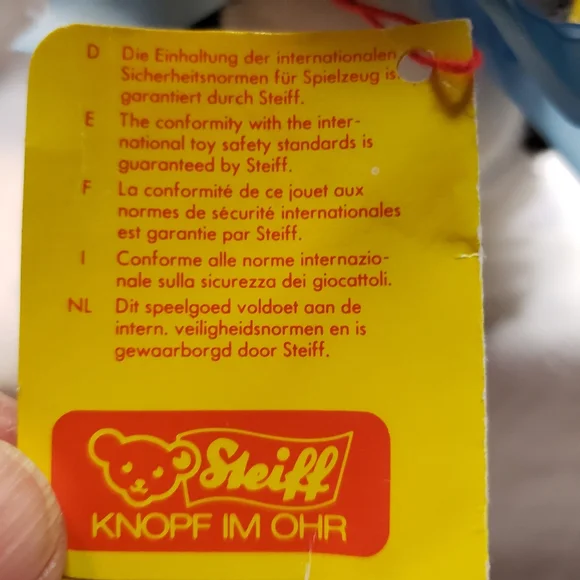 D Die Einhaltung der internationalen
Sicherheitsnormen für Spielzeug is
garantiert durch Steiff.
E The conformity with the inter-
national toy safety standards is
guaranteed by Steiff.
F La conformité de ce jouet aux
normes de sécurité internationales
est garantie par Steiff.
I Conforme alle norme internazio-
nale sulla sicurezza dei giocattoli.
NL Dit speelgoed voldoet aan de
intern. veiligheidsnormen en is
gewaarborgd door Steiff.
Steiff
KNOPF IM OHR